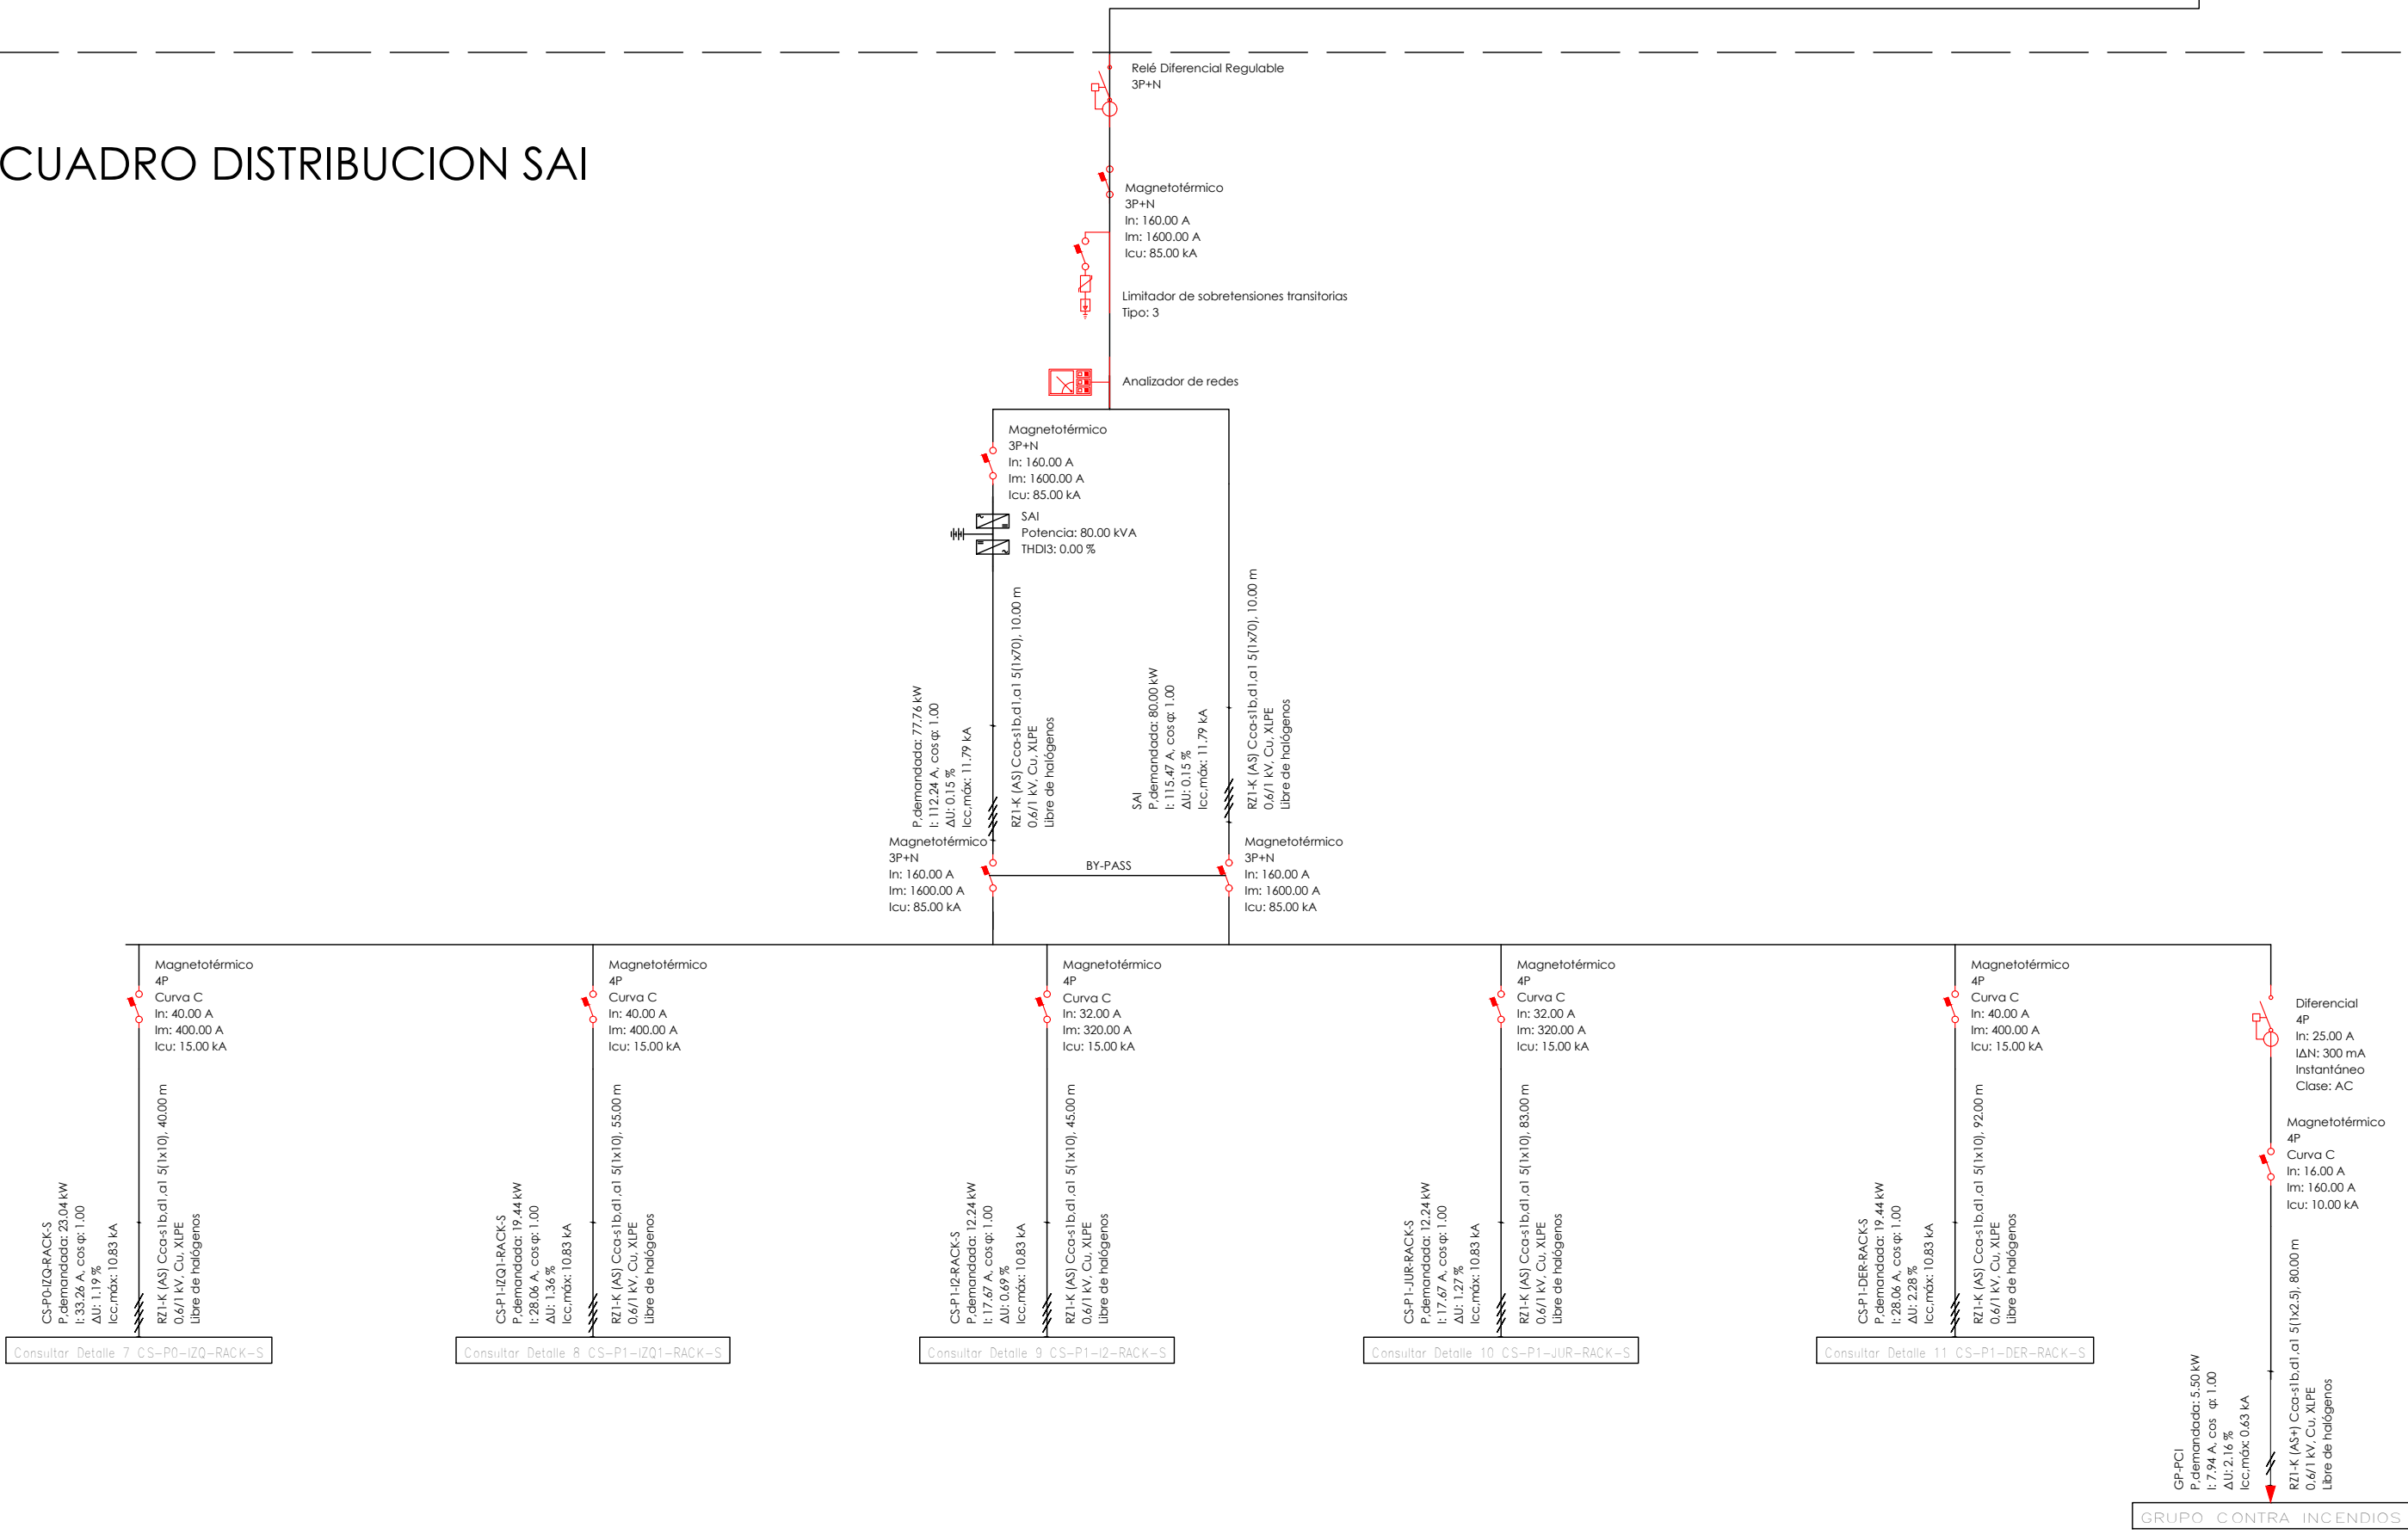 Relé Diferencial Regulable
3P+N
CUADRO DISTRIBUCION SAI
Magnetotérmico
3P+N
In: 160.00 A
Im: 1600.00 A
Icu: 85.00 kA
Limitador de sobretensiones transitorias
Tipo: 3
Analizador de redes
Magnetotérmico
3P+N
In: 160.00 A
Im: 1600.00 A
Icu: 85.00 kA
SAI
Potencia: 80.00 kVA
THDI3: 0.00 %
P.demandada: 77.76 kW
I: 112.24 A, cos φ: 1.00
ΔU: 0.15 %
Icc,máx: 11.79 kA
RZ1-K (AS) Cca-s1b,d1,a1 5(1x70), 10.00 m
0,6/1 kV, Cu, XLPE
Libre de halógenos
SAI
P.demandada: 80.00 kW
I: 115.47 A, cos φ: 1.00
ΔU: 0.15 %
Icc,máx: 11.79 kA
RZ1-K (AS) Cca-s1b,d1,a1 5(1x70), 10.00 m
0,6/1 kV, Cu, XLPE
Libre de halógenos
Magnetotérmico
3P+N
In: 160.00 A
Im: 1600.00 A
Icu: 85.00 kA
BY-PASS
Magnetotérmico
3P+N
In: 160.00 A
Im: 1600.00 A
Icu: 85.00 kA
Magnetotérmico
4P
Curva C
In: 40.00 A
Im: 400.00 A
Icu: 15.00 kA
CS-P0-IZQ-RACK-S
P.demandada: 23.04 kW
I: 33.26 A, cos φ: 1.00
ΔU: 1.19 %
Icc,máx: 10.83 kA
RZ1-K (AS) Cca-s1b,d1,a1 5(1x10), 40.00 m
0,6/1 kV, Cu, XLPE
Libre de halógenos
Consultar Detalle 7 CS-P0-IZQ-RACK-S
Magnetotérmico
4P
Curva C
In: 40.00 A
Im: 400.00 A
Icu: 15.00 kA
CS-P1-IZQ1-RACK-S
P.demandada: 19.44 kW
I: 28.06 A, cos φ: 1.00
ΔU: 1.36 %
Icc,máx: 10.83 kA
RZ1-K (AS) Cca-s1b,d1,a1 5(1x10), 55.00 m
0,6/1 kV, Cu, XLPE
Libre de halógenos
Consultar Detalle 8 CS-P1-IZQ1-RACK-S
Magnetotérmico
4P
Curva C
In: 32.00 A
Im: 320.00 A
Icu: 15.00 kA
CS-P1-I2-RACK-S
P.demandada: 12.24 kW
I: 17.67 A, cos φ: 1.00
ΔU: 0.69 %
Icc,máx: 10.83 kA
RZ1-K (AS) Cca-s1b,d1,a1 5(1x10), 45.00 m
0,6/1 kV, Cu, XLPE
Libre de halógenos
Consultar Detalle 9 CS-P1-I2-RACK-S
Magnetotérmico
4P
Curva C
In: 32.00 A
Im: 320.00 A
Icu: 15.00 kA
CS-P1-JUR-RACK-S
P.demandada: 12.24 kW
I: 17.67 A, cos φ: 1.00
ΔU: 1.27 %
Icc,máx: 10.83 kA
RZ1-K (AS) Cca-s1b,d1,a1 5(1x10), 83.00 m
0,6/1 kV, Cu, XLPE
Libre de halógenos
Consultar Detalle 10 CS-P1-JUR-RACK-S
Magnetotérmico
4P
Curva C
In: 40.00 A
Im: 400.00 A
Icu: 15.00 kA
CS-P1-DER-RACK-S
P.demandada: 19.44 kW
I: 28.06 A, cos φ: 1.00
ΔU: 2.28 %
Icc,máx: 10.83 kA
RZ1-K (AS) Cca-s1b,d1,a1 5(1x10), 92.00 m
0,6/1 kV, Cu, XLPE
Libre de halógenos
Consultar Detalle 11 CS-P1-DER-RACK-S
Diferencial
4P
In: 25.00 A
IΔN: 300 mA
Instantáneo
Clase: AC
Magnetotérmico
4P
Curva C
In: 16.00 A
Im: 160.00 A
Icu: 10.00 kA
GP-PCI
P.demandada: 5.50 kW
I: 7.94 A, cos φ: 1.00
ΔU: 2.16 %
Icc,máx: 0.63 kA
RZ1-K (AS+) Cca-s1b,d1,a1 5(1x2.5), 80.00 m
0,6/1 kV, Cu, XLPE
Libre de halógenos
GRUPO CONTRA INCENDIOS